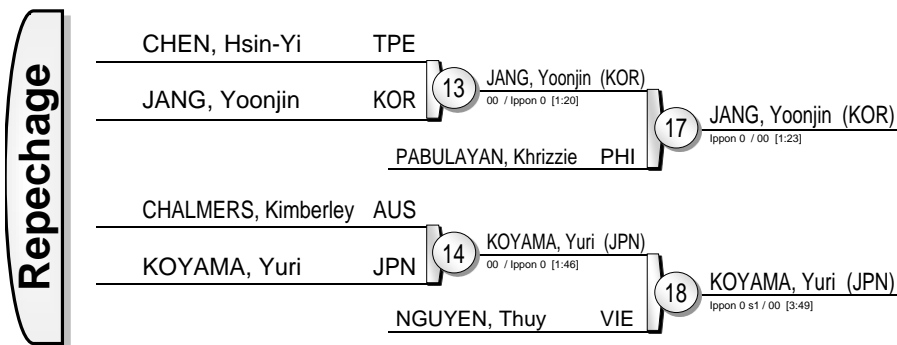 Repechage
CHEN, Hsin-Yi TPE
JANG, Yoonjin KOR
13
JANG, Yoonjin (KOR)
00 / Ippon 0 [1:20]
PABULAYAN, Khrizzie PHI
17
JANG, Yoonjin (KOR)
Ippon 0 / 00 [1:23]
CHALMERS, Kimberley AUS
KOYAMA, Yuri JPN
14
KOYAMA, Yuri (JPN)
00 / Ippon 0 [1:46]
NGUYEN, Thuy VIE
18
KOYAMA, Yuri (JPN)
Ippon 0 s1 / 00 [3:49]